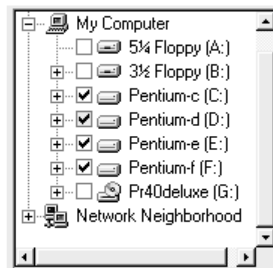 My Computer
5¼ Floppy (A:)
3½ Floppy (B:)
Pentium-c (C:)
Pentium-d (D:)
Pentium-e (E:)
Pentium-f (F:)
Pr40deluxe (G:)
Network Neighborhood